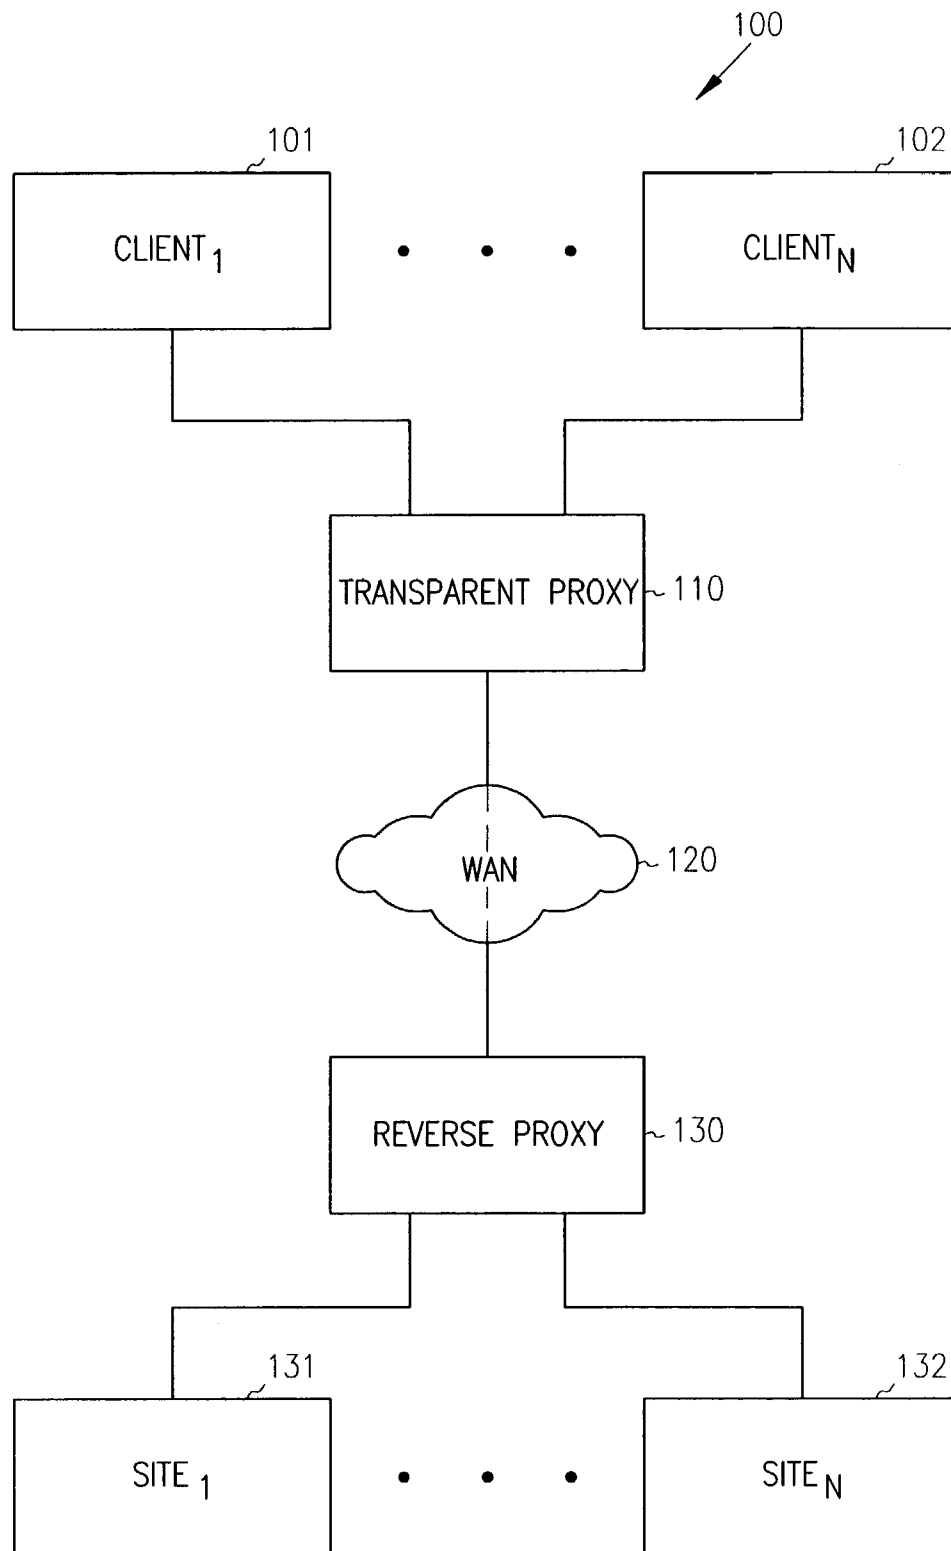 100
101
102
CLIENT1
CLIENTN
TRANSPARENT PROXY
110
WAN
120
REVERSE PROXY
130
131
132
SITE1
SITEN